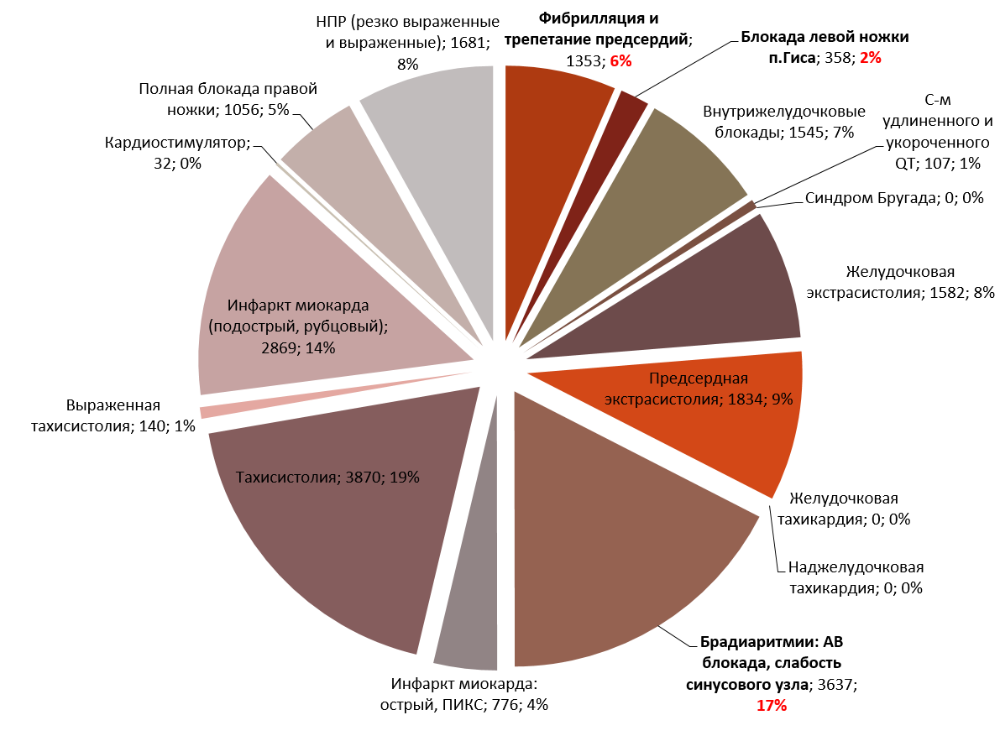 НПР (резко выраженные
и выраженные); 1681;
8%
Фибрилляция и
трепетание предсердий;
1353; 6%
Блокада левой ножки
п.Гиса; 358; 2%
Внутрижелудочковые
блокады; 1545; 7%
С-м
удлиненного и
укороченного
QT; 107; 1%
Синдром Бругада; 0; 0%
Желудочковая
экстрасистолия; 1582; 8%
Предсердная
экстрасистолия; 1834; 9%
Желудочковая
тахикардия; 0; 0%
Наджелудочковая
тахикардия; 0; 0%
Брадиаритмии: АВ
блокада, слабость
синусового узла; 3637;
17%
Инфаркт миокарда:
острый, ПИКС; 776; 4%
Тахисистолия; 3870; 19%
Выраженная
тахисистолия; 140; 1%
Инфаркт миокарда
(подострый, рубцовый);
2869; 14%
Кардиостимулятор;
32; 0%
Полная блокада правой
ножки; 1056; 5%